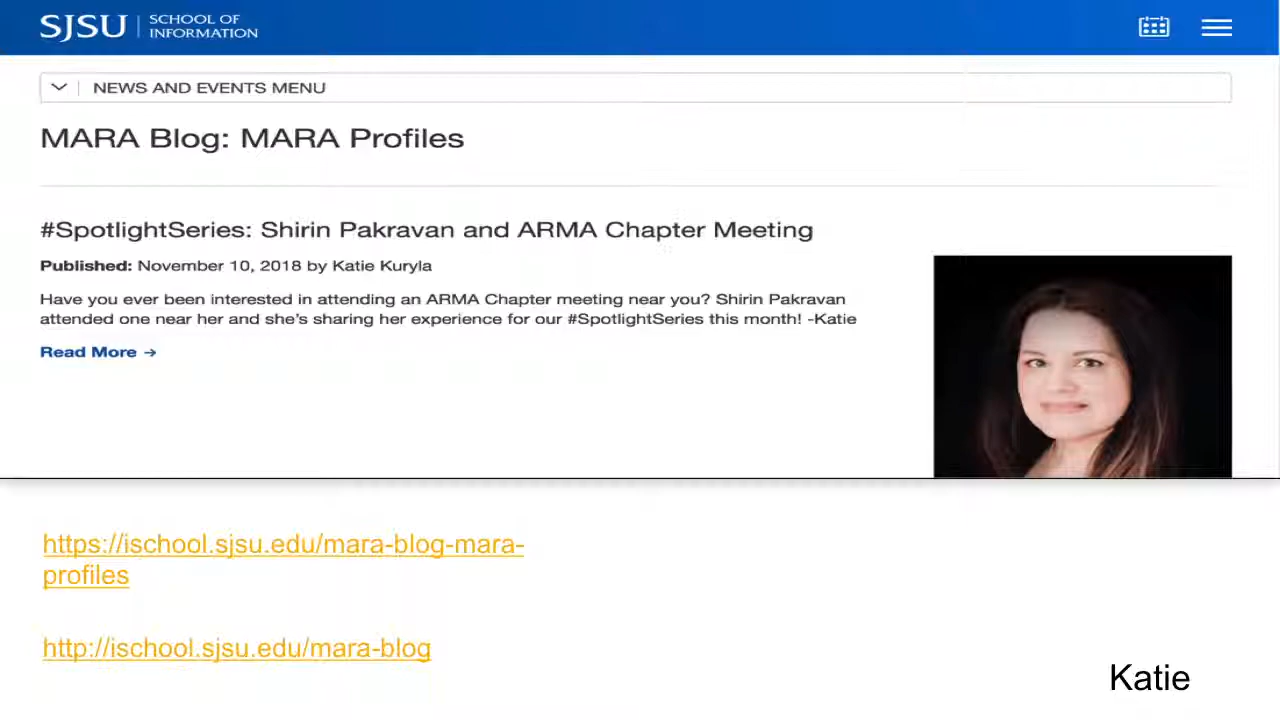 SJSU SCHOOL OF INFORMATION
NEWS AND EVENTS MENU
MARA Blog: MARA Profiles
#SpotlightSeries: Shirin Pakravan and ARMA Chapter Meeting
Published: November 10, 2018 by Katie Kuryla
Have you ever been interested in attending an ARMA Chapter meeting near you? Shirin Pakravan
attended one near her and she's sharing her experience for our #SpotlightSeries this month! -Katie
Read More →
https://ischool.sjsu.edu/mara-blog-mara-
profiles
http://ischool.sjsu.edu/mara-blog
Katie